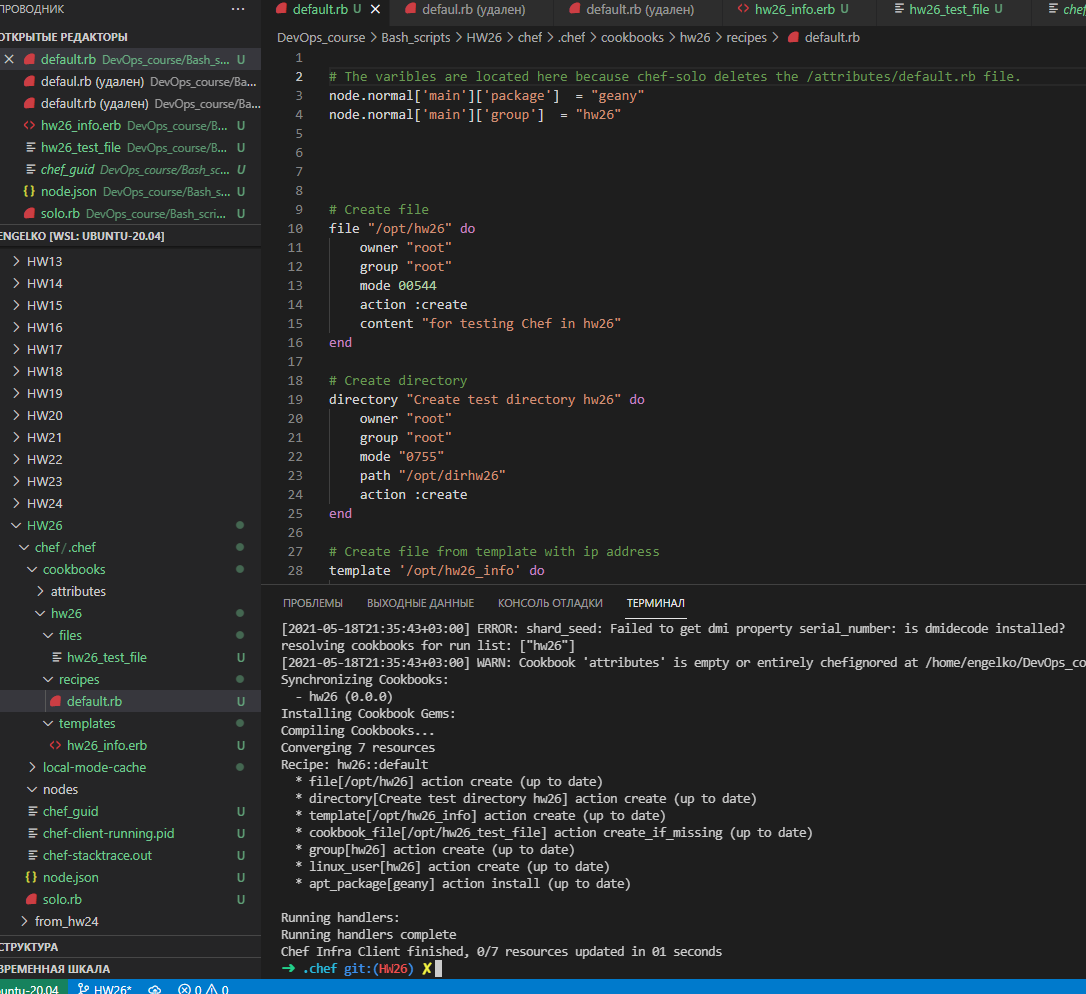 ПРОВОДНИК
ОТКРЫТЫЕ РЕДАКТОРЫ
default.rb DevOps_course/Bash_s... U
defaul.rb (удален) DevOps_course/Ba...
default.rb (удален) DevOps_course/Ba...
hw26_info.erb DevOps_course/B... U
hw26_test_file DevOps_course/B... U
chef_guid DevOps_course/Bash_sc... U
node.json DevOps_course/Bash_s... U
solo.rb DevOps_course/Bash_scri... U
ENGELKO [WSL: UBUNTU-20.04]
HW13
HW14
HW15
HW16
HW17
HW18
HW19
HW20
HW21
HW22
HW23
HW24
HW26
chef/.chef
cookbooks
attributes
hw26
files
hw26_test_file U
recipes
default.rb U
templates
hw26_info.erb U
local-mode-cache
nodes
chef_guid U
chef-client-running.pid U
chef-stacktrace.out U
node.json U
solo.rb U
from_hw24
СТРУКТУРА
ВРЕМЕННАЯ ШКАЛА
default.rb U defaul.rb (удален) default.rb (удален) hw26_info.erb U hw26_test_file U chef
DevOps_course > Bash_scripts > HW26 > chef > .chef > cookbooks > hw26 > recipes > default.rb
1
2 # The varibles are located here because chef-solo deletes the /attributes/default.rb file.
3 node.normal['main']['package'] = "geany"
4 node.normal['main']['group'] = "hw26"
5
6
7
8
9 # Create file
10 file "/opt/hw26" do
11 owner "root"
12 group "root"
13 mode 00544
14 action :create
15 content "for testing Chef in hw26"
16 end
17
18 # Create directory
19 directory "Create test directory hw26" do
20 owner "root"
21 group "root"
22 mode "0755"
23 path "/opt/dirhw26"
24 action :create
25 end
26
27 # Create file from template with ip address
28 template '/opt/hw26_info' do
ПРОБЛЕМЫ ВЫХОДНЫЕ ДАННЫЕ КОНСОЛЬ ОТЛАДКИ ТЕРМИНАЛ
[2021-05-18T21:35:43+03:00] ERROR: shard_seed: Failed to get dmi property serial_number: is dmidecode installed?
resolving cookbooks for run list: ["hw26"]
[2021-05-18T21:35:43+03:00] WARN: Cookbook 'attributes' is empty or entirely chefignored at /home/engelko/DevOps_co
Synchronizing Cookbooks:
- hw26 (0.0.0)
Installing Cookbook Gems:
Compiling Cookbooks...
Converging 7 resources
Recipe: hw26::default
* file[/opt/hw26] action create (up to date)
* directory[Create test directory hw26] action create (up to date)
* template[/opt/hw26_info] action create (up to date)
* cookbook_file[/opt/hw26_test_file] action create_if_missing (up to date)
* group[hw26] action create (up to date)
* linux_user[hw26] action create (up to date)
* apt_package[geany] action install (up to date)
Running handlers:
Running handlers complete
Chef Infra Client finished, 0/7 resources updated in 01 seconds
→ .chef git:(HW26) ✗
untu-20.04 HW26* 0 0